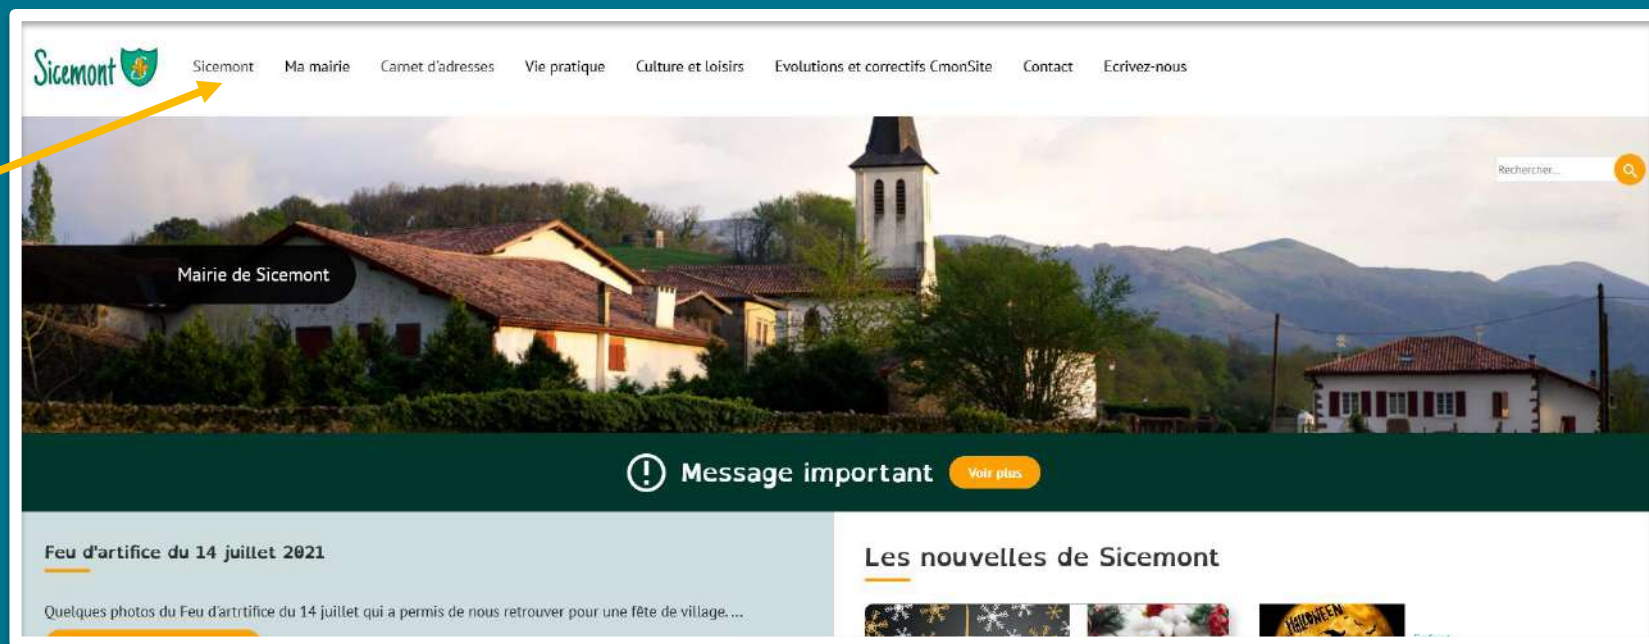 Sicemont
Sicemont Ma mairie Carnet d'adresses Vie pratique Culture et loisirs Evolutions et correctifs CmonSite Contact Ecrivez-nous
Rechercher...
Mairie de Sicemont
Message important Voir plus
Feu d'artifice du 14 juillet 2021
Quelques photos du Feu d'artrtifice du 14 juillet qui a permis de nous retrouver pour une fête de village. ...
Les nouvelles de Sicemont
HALLOWEEN